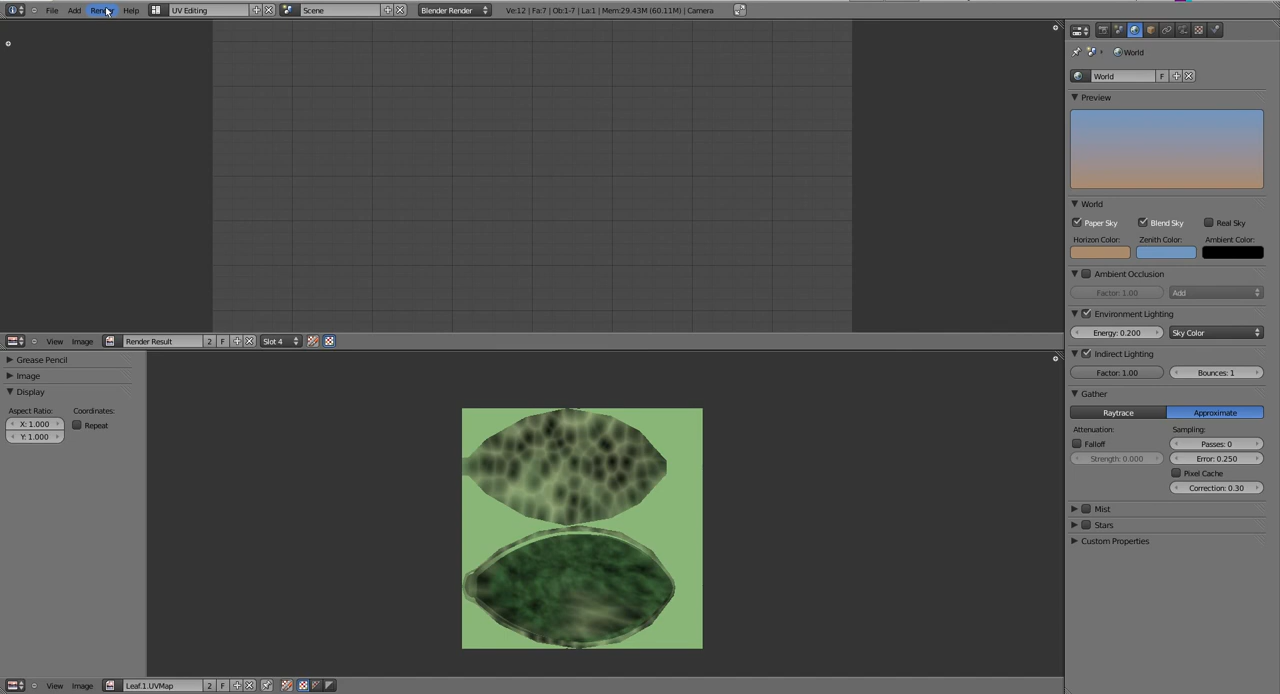 File Add Render Help UV Editing Scene Blender Render Ve:12 | Fa:7 | Ob:1-7 | La:1 | Mem:29.43M (60.11M) | Camera
World
World F
Preview
World
Paper Sky Blend Sky Real Sky
Horizon Color: Zenith Color: Ambient Color:
Ambient Occlusion
Factor: 1.00 Add
Environment Lighting
Energy: 0.200 Sky Color
View Image Render Result 2 F Slot 4
Indirect Lighting
Factor: 1.00 Bounces: 1
Grease Pencil
Image
Display
Gather
Aspect Ratio: Coordinates:
X: 1.000 Repeat
Y: 1.000
Raytrace Approximate
Attenuation: Sampling:
Falloff Passes: 0
Strength: 0.000 Error: 0.250
Pixel Cache
Correction: 0.30
Mist
Stars
Custom Properties
View Image Leaf.1.UVMap 2 F